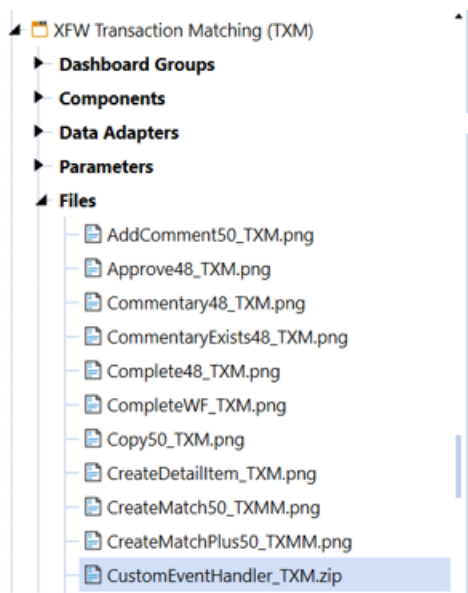 XFW Transaction Matching (TXM)
Dashboard Groups
Components
Data Adapters
Parameters
Files
AddComment50_TXM.png
Approve48_TXM.png
Commentary48_TXM.png
CommentaryExists48_TXM.png
Complete48_TXM.png
CompleteWF_TXM.png
Copy50_TXM.png
CreateDetailItem_TXM.png
CreateMatch50_TXMM.png
CreateMatchPlus50_TXMM.png
CustomEventHandler_TXM.zip